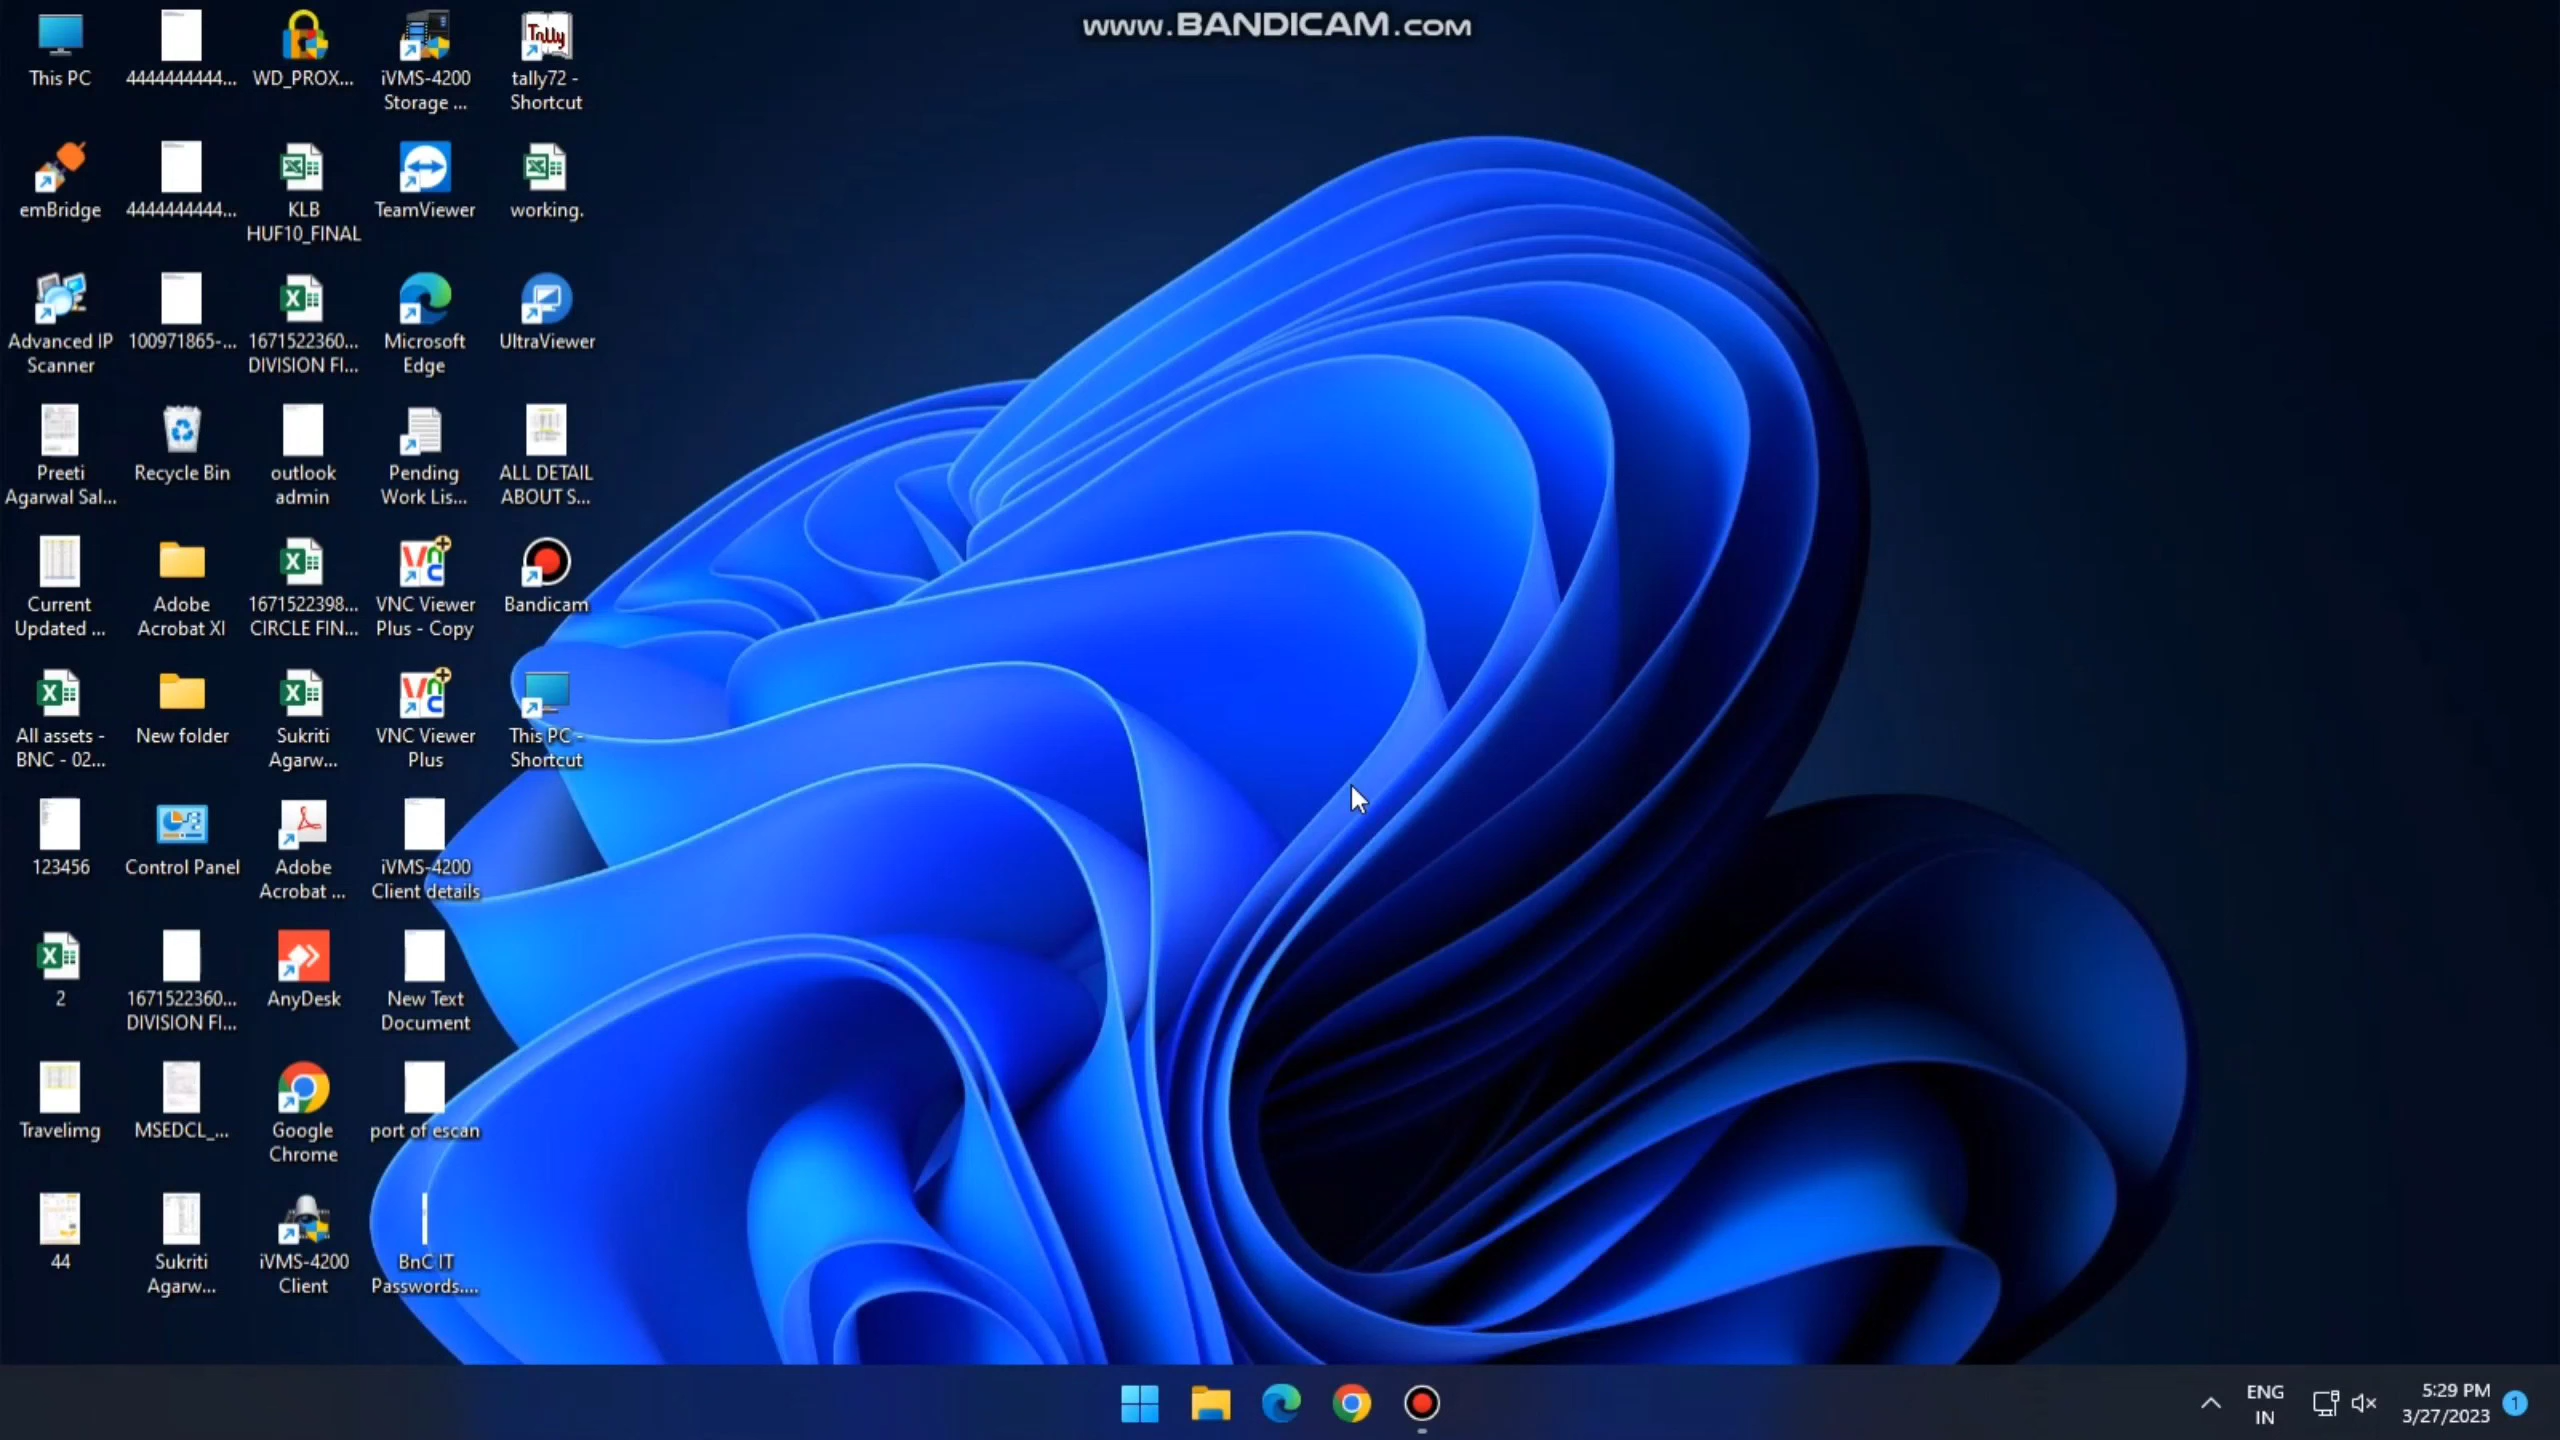 www.BANDICAM.com
This PC
4444444444...
WD_PROX...
iVMS-4200
Storage ...
Tally
tally72 -
Shortcut
emBridge
4444444444...
KLB
HUF10_FINAL
TeamViewer
working.
Advanced IP
Scanner
100971865-...
1671522360...
DIVISION FI...
Microsoft
Edge
UltraViewer
Preeti
Agarwal Sal...
Recycle Bin
outlook
admin
Pending
Work Lis...
ALL DETAIL
ABOUT S...
Current
Updated ...
Adobe
Acrobat XI
1671522398...
CIRCLE FIN...
VNC Viewer
Plus - Copy
Bandicam
All assets -
BNC - 02...
New folder
Sukriti
Agarw...
VNC Viewer
Plus
This PC -
Shortcut
123456
Control Panel
Adobe
Acrobat ...
iVMS-4200
Client details
2
1671522360...
DIVISION FI...
AnyDesk
New Text
Document
Travelimg
MSEDCL_...
Google
Chrome
port of escan
44
Sukriti
Agarw...
iVMS-4200
Client
BnC IT
Passwords....
ENG
IN
5:29 PM
3/27/2023
1